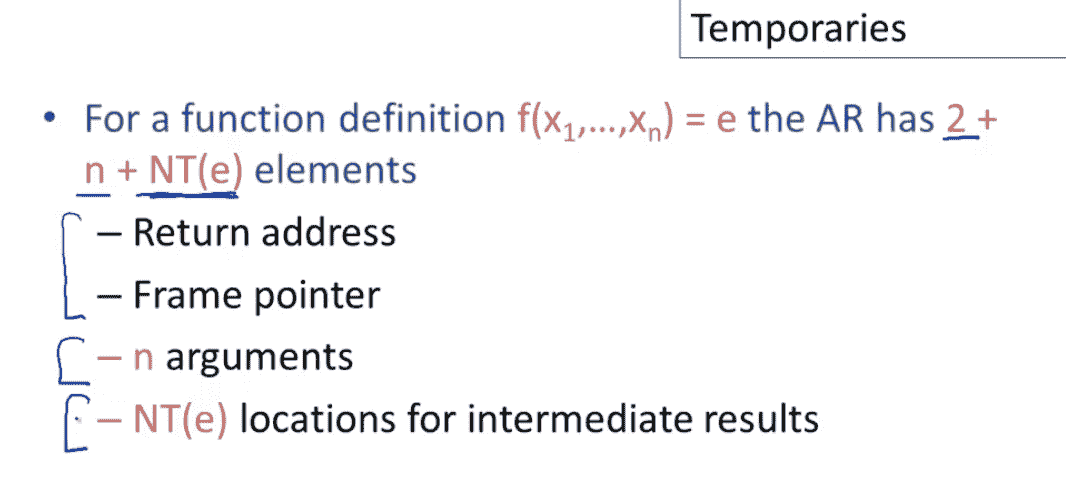 Temporaries
• For a function definition f(x₁,...,xₙ) = e the AR has 2 +
n + NT(e) elements
– Return address
– Frame pointer
– n arguments
– NT(e) locations for intermediate results